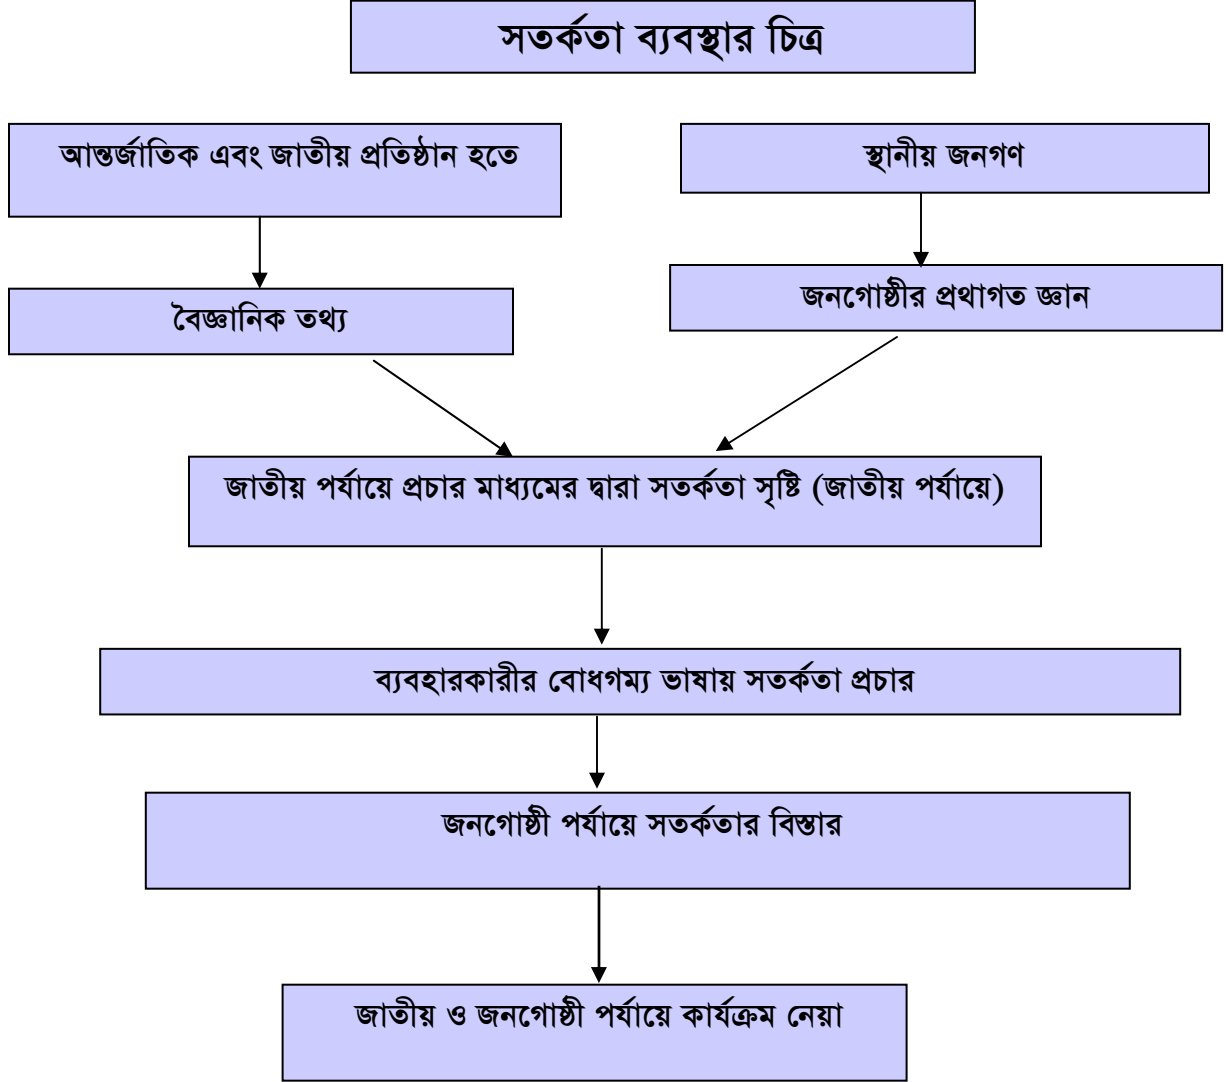 সতর্কতা ব্যবস্থার চিত্র
আন্তর্জাতিক এবং জাতীয় প্রতিষ্ঠান হতে
স্থানীয় জনগণ
বৈজ্ঞানিক তথ্য
জনগোষ্ঠীর প্রথাগত জ্ঞান
জাতীয় পর্যায়ে প্রচার মাধ্যমের দ্বারা সতর্কতা সৃষ্টি (জাতীয় পর্যায়ে)
ব্যবহারকারীর বোধগম্য ভাষায় সতর্কতা প্রচার
জনগোষ্ঠী পর্যায়ে সতর্কতার বিস্তার
জাতীয় ও জনগোষ্ঠী পর্যায়ে কার্যক্রম নেয়া